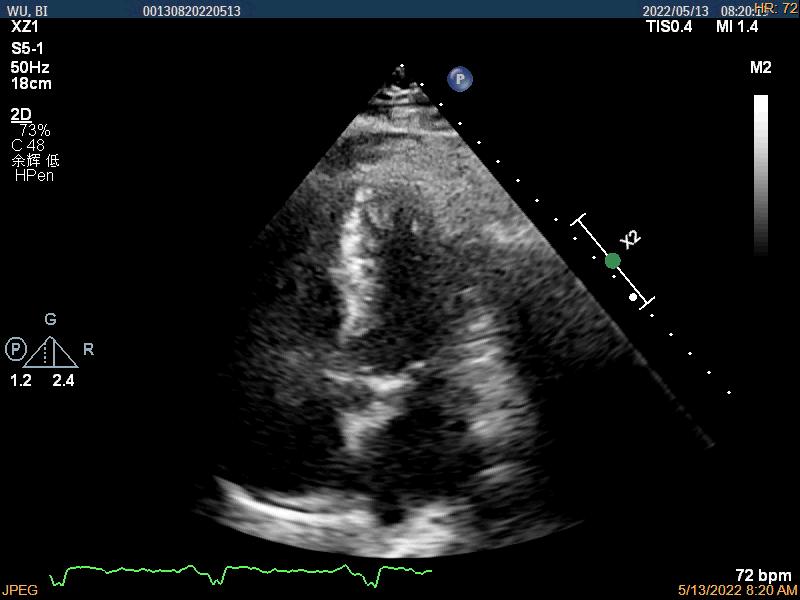 WU, BI 00130820220513 2022/05/13 08:20:
HR: 72
XZ1 TIS0.4 MI 1.4
S5-1
50Hz
18cm
M2
2D
73%
C 48
余辉 低
HPen
P
X2
G
P R
1.2 2.4
72 bpm
JPEG 5/13/2022 8:20 AM